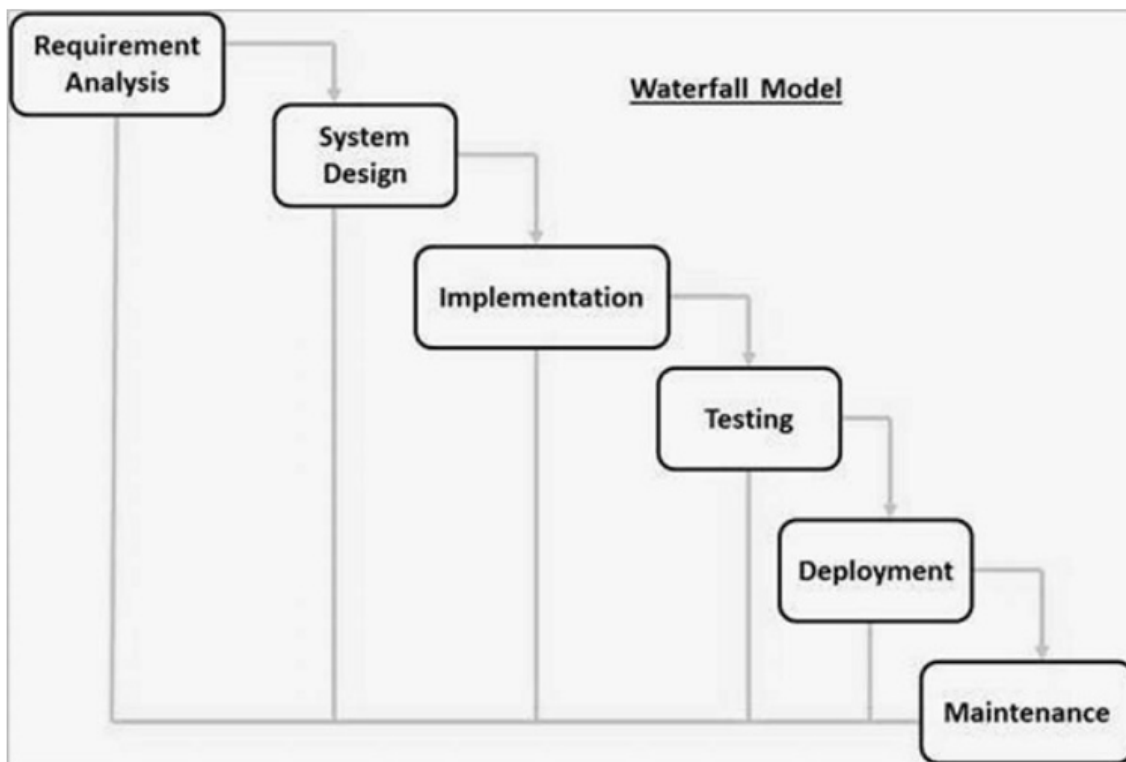 Requirement
Analysis
Waterfall Model
System
Design
Implementation
Testing
Deployment
Maintenance